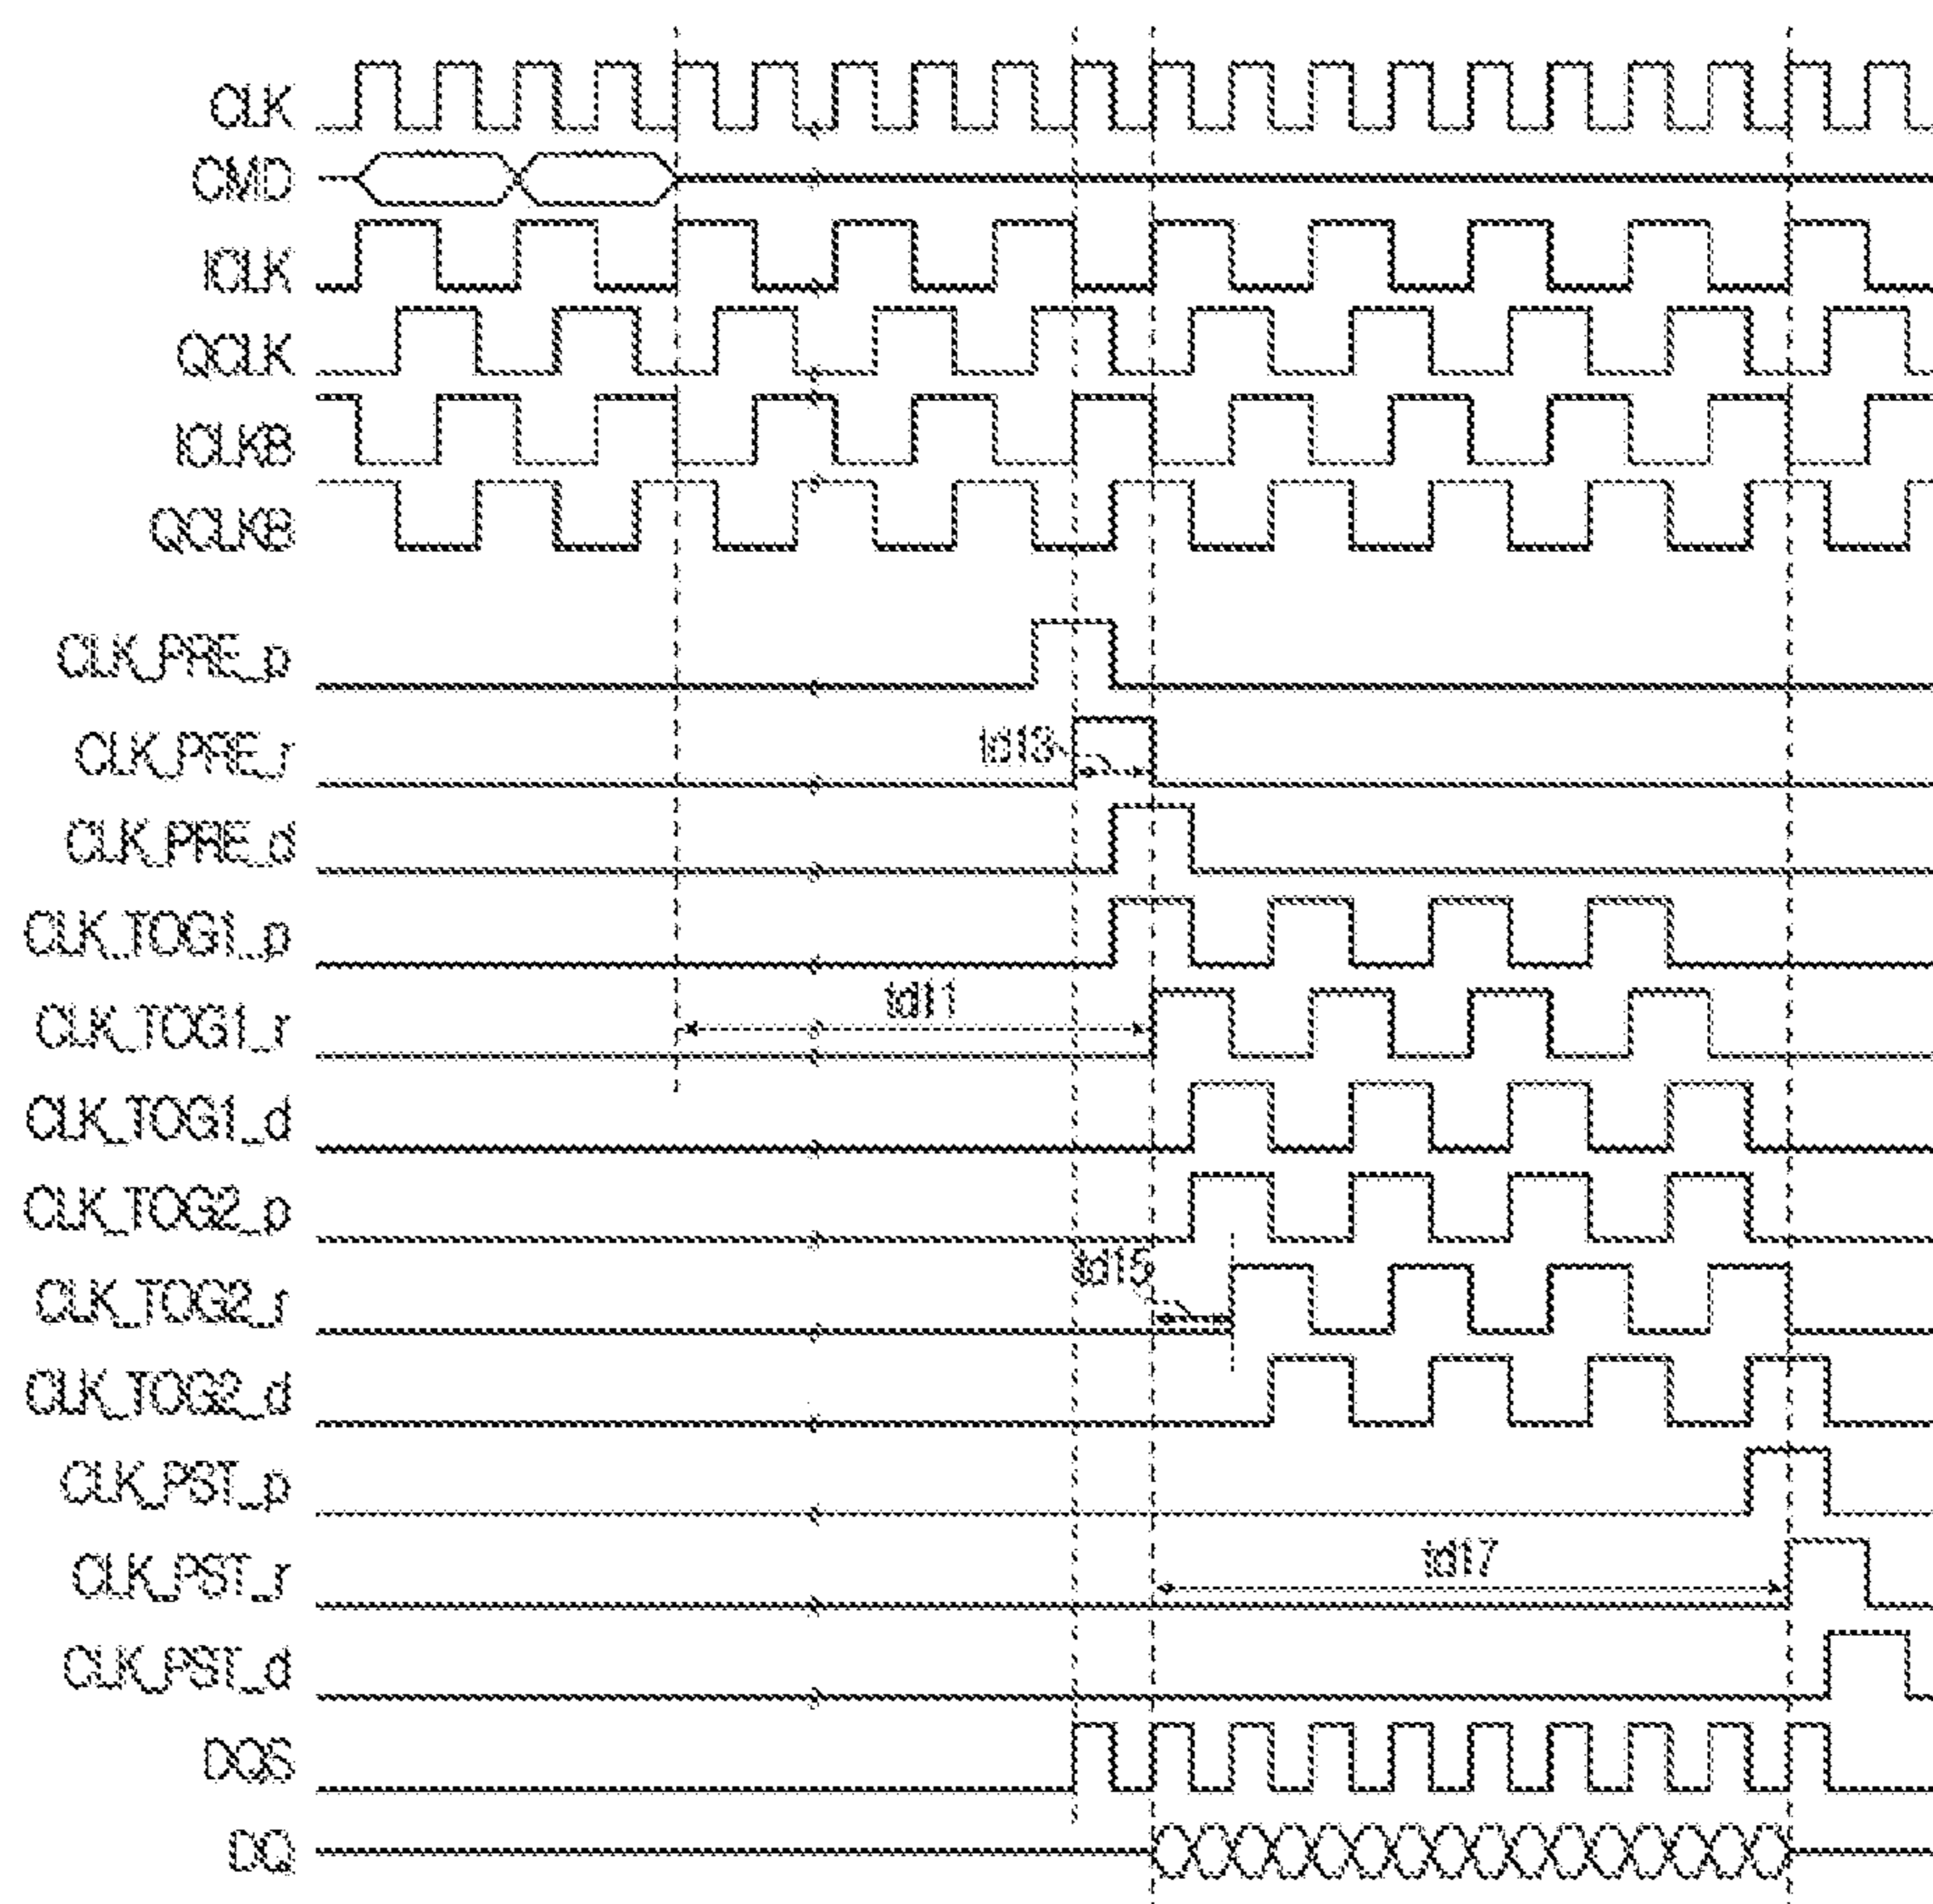 CLK
CMD
ICLK
QCLK
ICLKB
QCLKB
CLK_PRE_p
td13
CLK_PRE_r
CLK_PRE_d
CLK_TOG1_p
td11
CLK_TOG1_r
CLK_TOG1_d
CLK_TOG2_p
td15
CLK_TOG2_r
CLK_TOG2_d
CLK_PST_p
td17
CLK_PST_r
CLK_PST_d
DQS
DQ